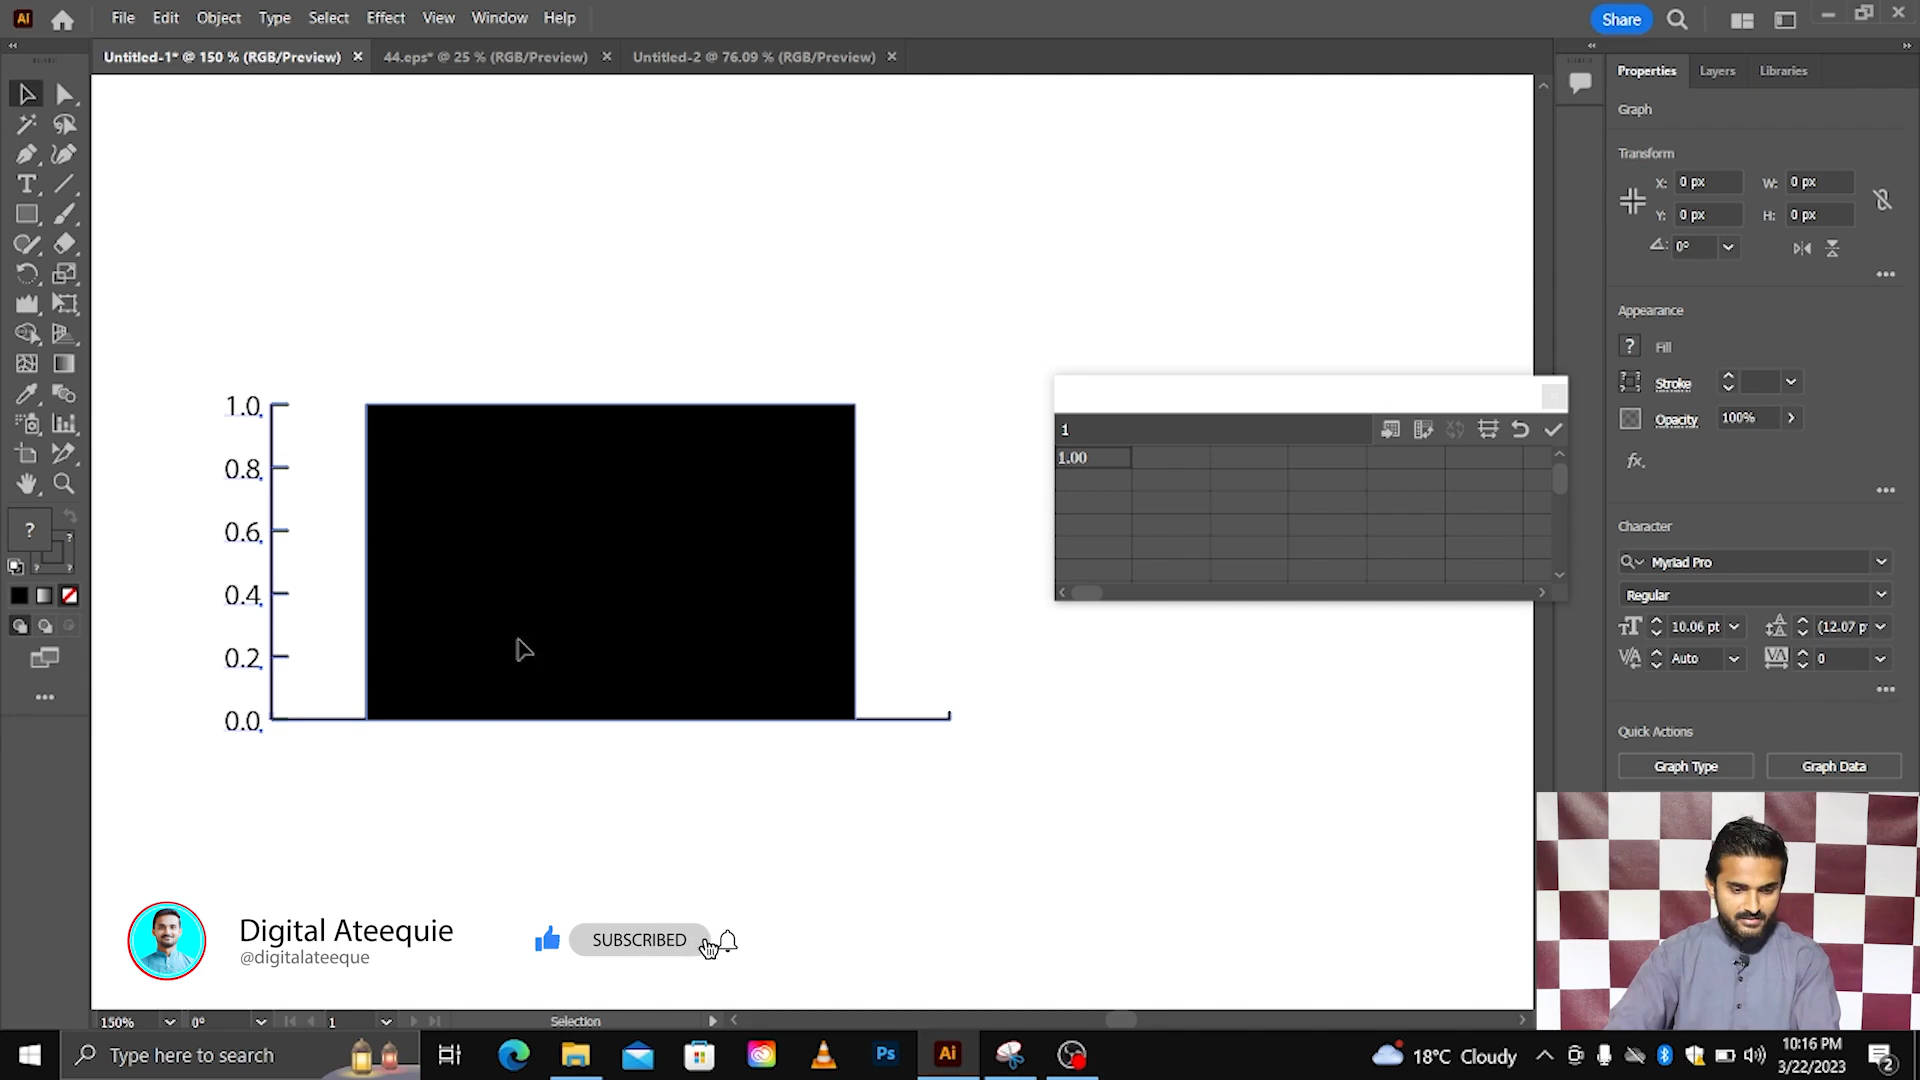 Ai File Edit Object Type Select Effect View Window Help Share
Untitled-1* @ 150 % (RGB/Preview) × 44.eps* @ 25 % (RGB/Preview) × Untitled-2 @ 76.09 % (RGB/Preview) ×
Properties Layers Libraries
Graph
Transform
X: 0 px W: 0 px
Y: 0 px H: 0 px
0°
Appearance
? Fill
Stroke
Opacity 100%
fx.
Character
Myriad Pro
Regular
10.06 pt (12.07 p
Auto 0
Quick Actions
Graph Type Graph Data
1
1.00
1.0
0.8
0.6
0.4
0.2
0.0
Digital Ateequie
@digitalateeque
SUBSCRIBED
150% 0° 1 Selection
Type here to search
Ps Ai
18°C Cloudy
10:16 PM
3/22/2023
2